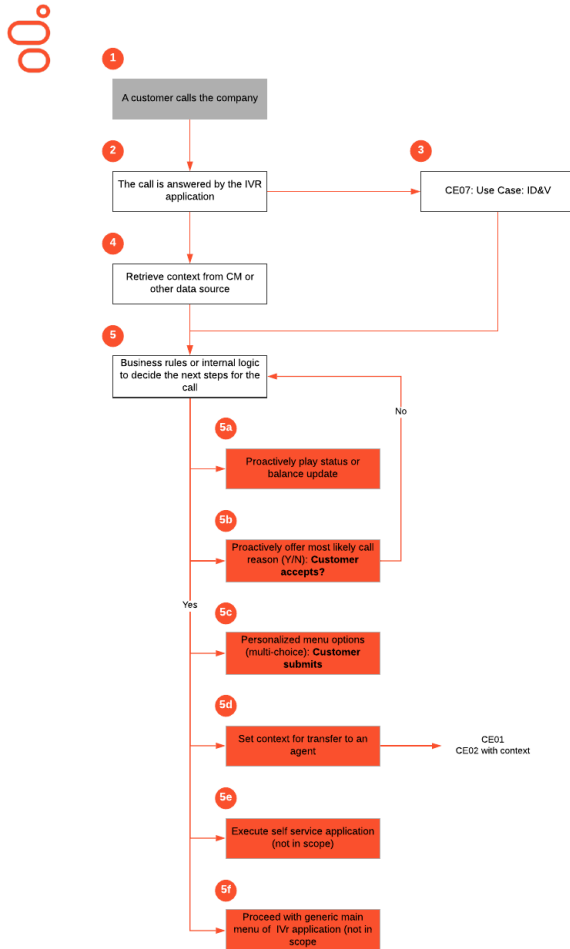 1
A customer calls the company
2
3
The call is answered by the IVR
application
CE07: Use Case: ID&V
4
Retrieve context from CM or
other data source
5
Business rules or internal logic
to decide the next steps for the
call
No
5a
Proactively play status or
balance update
5b
Proactively offer most likely call
reason (Y/N): Customer
accepts?
Yes
5c
Personalized menu options
(multi-choice): Customer
submits
5d
Set context for transfer to an
agent
CE01
CE02 with context
5e
Execute self service application
(not in scope)
5f
Proceed with generic main
menu of IVr application (not in
scope